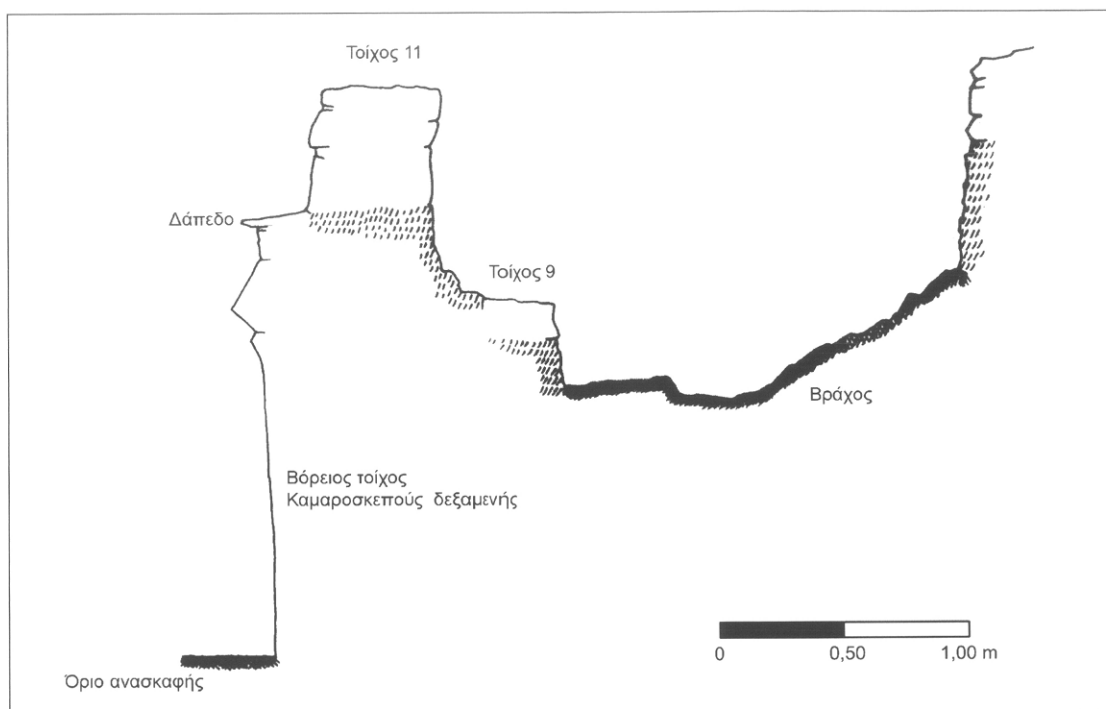 Τοίχος 11
Δάπεδο
Τοίχος 9
Βράχος
Βόρειος τοίχος
Καμαροσκεπούς δεξαμενής
0 0,50 1,00 m
Όριο ανασκαφής